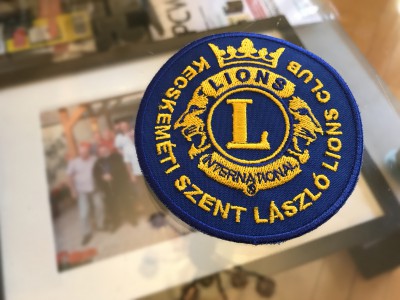 KECSKEMÉTI SZENT LÁSZLÓ LIONS CLUB
LIONS
L
INTERNATIONAL